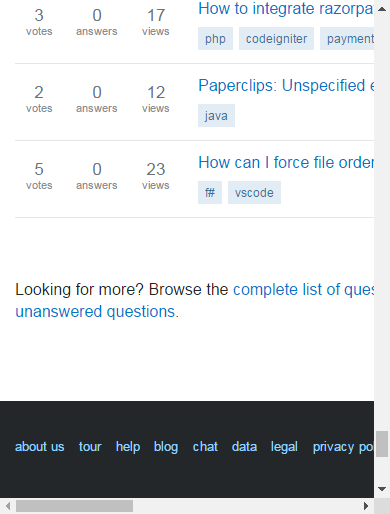 3 0 17 How to integrate razorpa
votes answers views
php codeigniter payment
2 0 12 Paperclips: Unspecified e
votes answers views
java
5 0 23 How can I force file order
votes answers views
f# vscode
Looking for more? Browse the complete list of ques
unanswered questions.
about us tour help blog chat data legal privacy pol